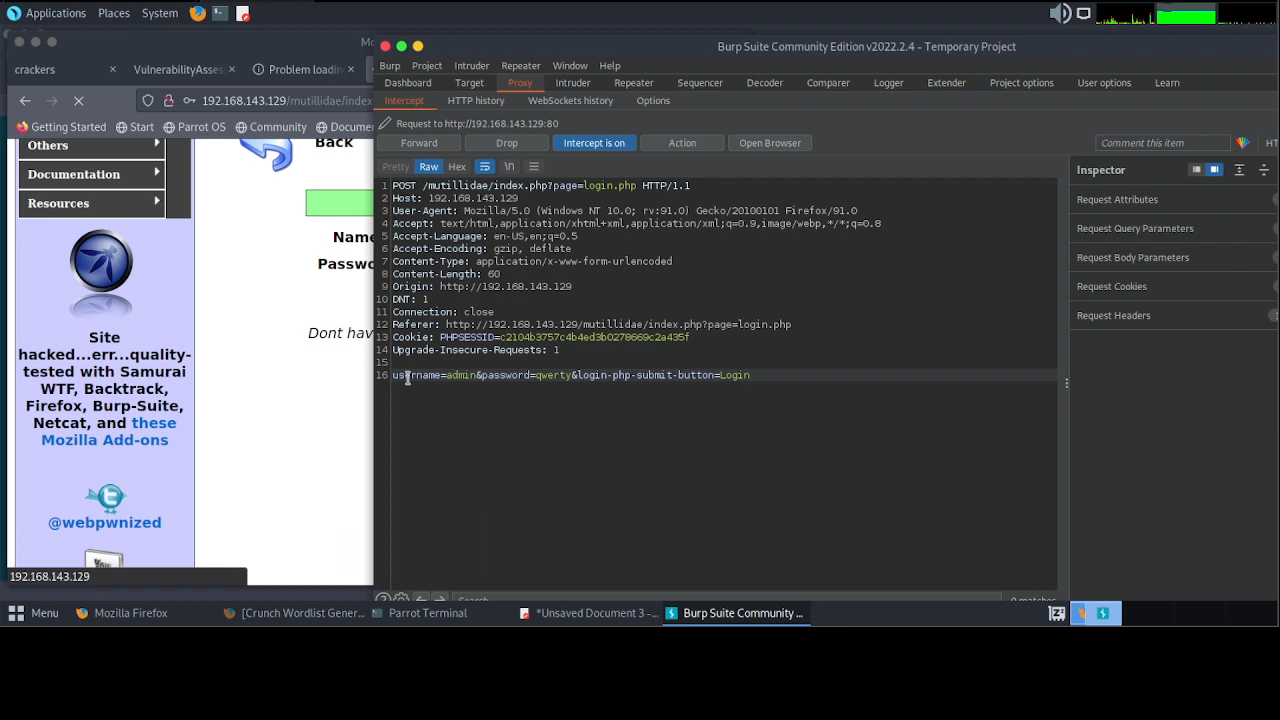 Applications Places System
Mo
Burp Suite Community Edition v2022.2.4 - Temporary Project
crackers × VulnerabilityAsses × Problem loadin ×
Burp Project Intruder Repeater Window Help
Dashboard Target Proxy Intruder Repeater Sequencer Decoder Comparer Logger Extender Project options User options Learn
192.168.143.129/mutillidae/index
Intercept HTTP history WebSockets history Options
Getting Started Start Parrot OS Community Docume
Request to http://192.168.143.129:80
Forward Drop Intercept is on Action Open Browser Comment this item HT
Pretty Raw Hex \n
Others
Documentation
Resources
Back
Name
Passwo
Dont hav
Site
hacked...err...quality-
tested with Samurai
WTF, Backtrack,
Firefox, Burp-Suite,
Netcat, and these
Mozilla Add-ons
@webpwnized
You
192.168.143.129
1 POST /mutillidae/index.php?page=login.php HTTP/1.1
2 Host: 192.168.143.129
3 User-Agent: Mozilla/5.0 (Windows NT 10.0; rv:91.0) Gecko/20100101 Firefox/91.0
4 Accept: text/html,application/xhtml+xml,application/xml;q=0.9,image/webp,*/*;q=0.8
5 Accept-Language: en-US,en;q=0.5
6 Accept-Encoding: gzip, deflate
7 Content-Type: application/x-www-form-urlencoded
8 Content-Length: 60
9 Origin: http://192.168.143.129
10 DNT: 1
11 Connection: close
12 Referer: http://192.168.143.129/mutillidae/index.php?page=login.php
13 Cookie: PHPSESSID=c2104b3757c4b4ed3b0278669c2a435f
14 Upgrade-Insecure-Requests: 1
15
16 username=admin&password=qwerty&login-php-submit-button=Login
Inspector
Request Attributes
Request Query Parameters
Request Body Parameters
Request Cookies
Request Headers
Search... 0 matches
Menu Mozilla Firefox [Crunch Wordlist Gener... Parrot Terminal *Unsaved Document 3 -... Burp Suite Community ...